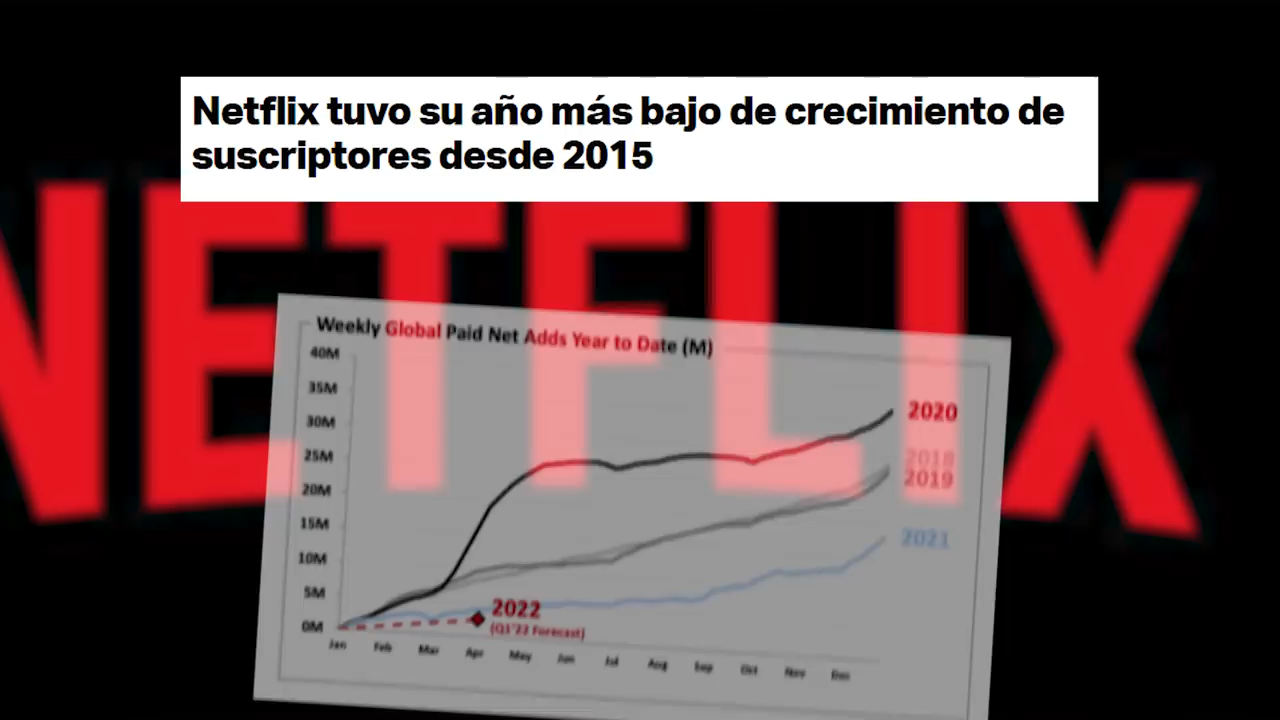 Netflix tuvo su año más bajo de crecimiento de
suscriptores desde 2015
NETFLIX
Weekly Global Paid Net Adds Year to Date (M)
40M
35M
30M
25M
20M
15M
10M
5M
0M
2020
2018
2019
2021
2022
(Q1'22 Forecast)
Jan Feb Mar Apr May Jun Jul Aug Sep Oct Nov Dec